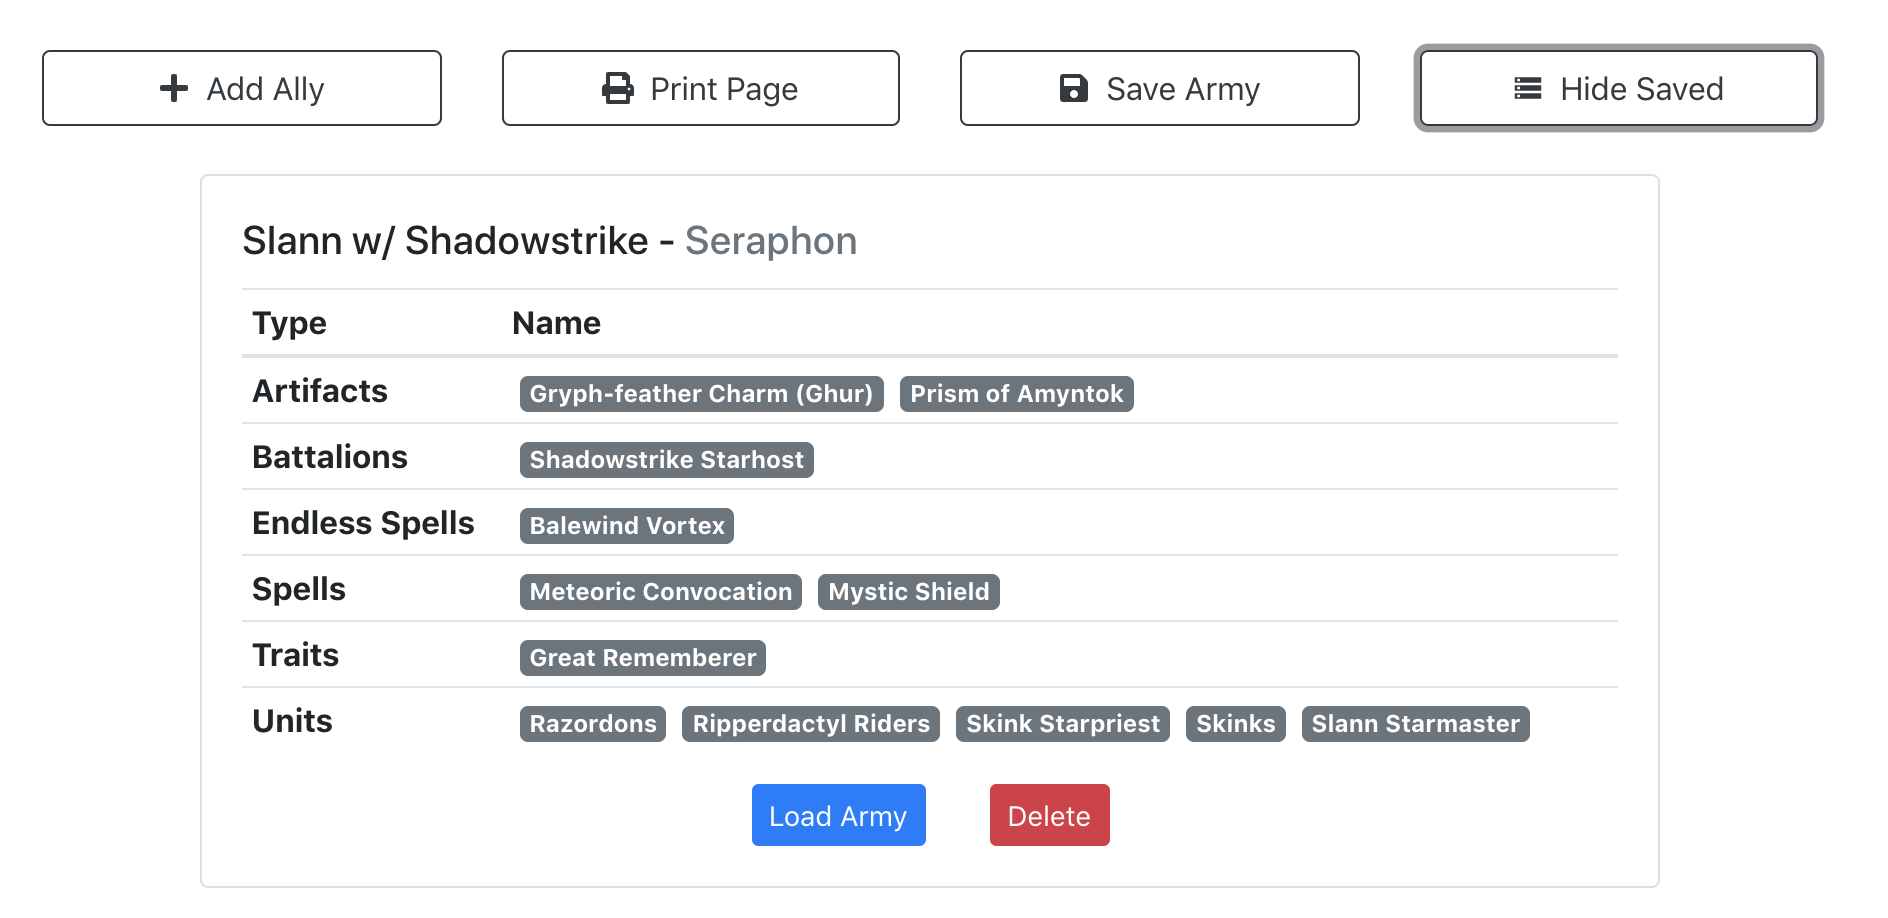 Add Ally
Print Page
Save Army
Hide Saved
Slann w/ Shadowstrike - Seraphon
Type Name
Artifacts Gryph-feather Charm (Ghur) Prism of Amyntok
Battalions Shadowstrike Starhost
Endless Spells Balewind Vortex
Spells Meteoric Convocation Mystic Shield
Traits Great Rememberer
Units Razordons Ripperdactyl Riders Skink Starpriest Skinks Slann Starmaster
Load Army
Delete